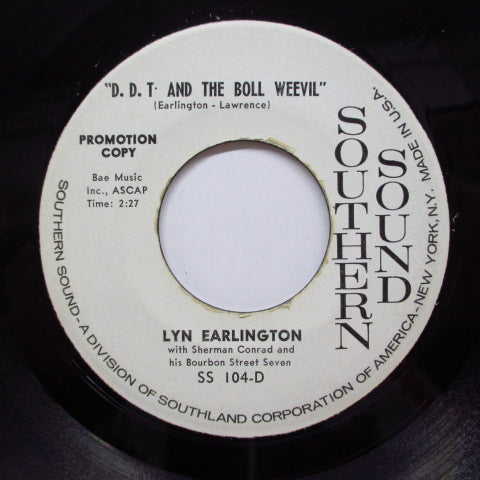 "D. D. T. AND THE BOLL WEEVIL"
(Earlington - Lawrence)
PROMOTION
COPY
Bae Music
Inc., ASCAP
Time: 2:27
SOUTHERN
SOUND
LYN EARLINGTON
with Sherman Conrad and
his Bourbon Street Seven
SS 104-D
SOUTHERN SOUND - A DIVISION OF SOUTHLAND CORPORATION OF AMERICA - NEW YORK, N.Y. MADE IN U.S.A.